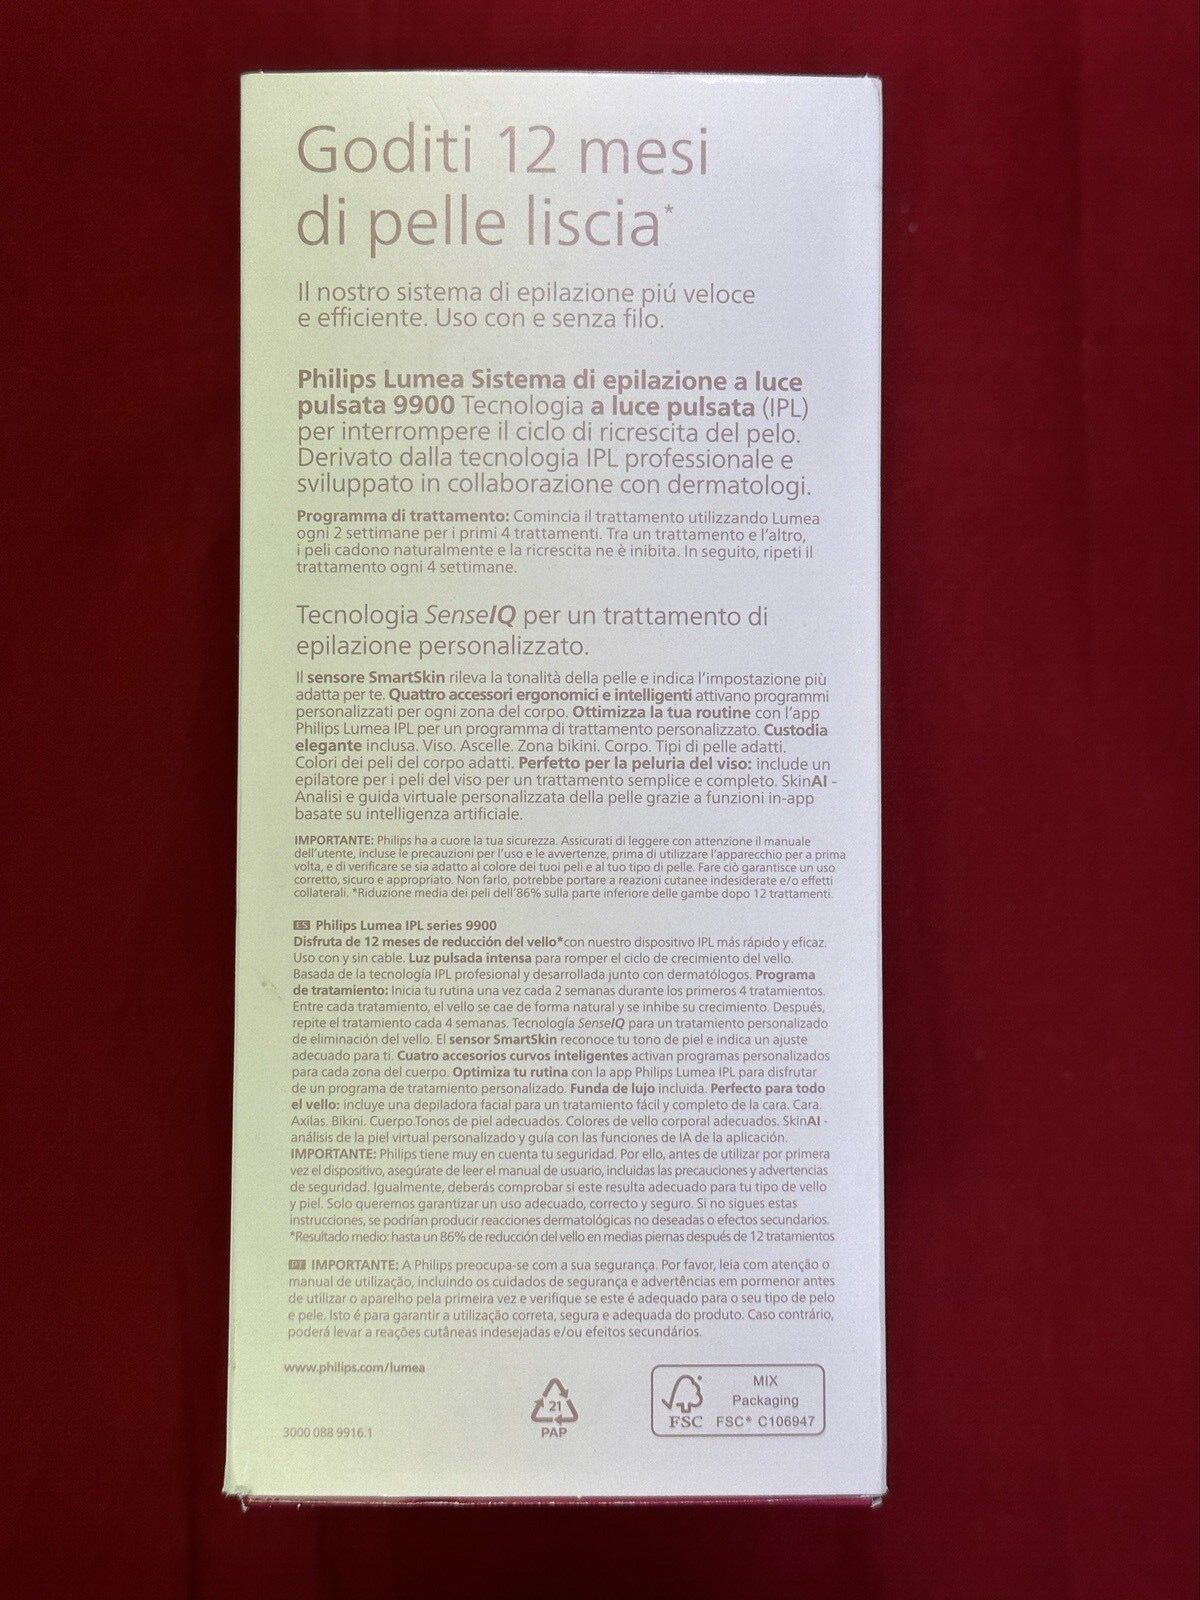 Goditi 12 mesi
di pelle liscia*
Il nostro sistema di epilazione piú veloce
e efficiente. Uso con e senza filo.
Philips Lumea Sistema di epilazione a luce
pulsata 9900 Tecnologia a luce pulsata (IPL)
per interrompere il ciclo di ricrescita del pelo.
Derivato dalla tecnologia IPL professionale e
sviluppato in collaborazione con dermatologi.
Programma di trattamento: Comincia il trattamento utilizzando Lumea
ogni 2 settimane per i primi 4 trattamenti. Tra un trattamento e l'altro,
i peli cadono naturalmente e la ricrescita ne è inibita. In seguito, ripeti il
trattamento ogni 4 settimane.
Tecnologia SenseIQ per un trattamento di
epilazione personalizzato.
Il sensore SmartSkin rileva la tonalità della pelle e indica l'impostazione più
adatta per te. Quattro accessori ergonomici e intelligenti attivano programmi
personalizzati per ogni zona del corpo. Ottimizza la tua routine con l'app
Philips Lumea IPL per un programma di trattamento personalizzato. Custodia
elegante inclusa. Viso. Ascelle. Zona bikini. Corpo. Tipi di pelle adatti.
Colori dei peli del corpo adatti. Perfetto per la peluria del viso: include un
epilatore per i peli del viso per un trattamento semplice e completo. SkinAI -
Analisi e guida virtuale personalizzata della pelle grazie a funzioni in-app
basate su intelligenza artificiale.
IMPORTANTE: Philips ha a cuore la tua sicurezza. Assicurati di leggere con attenzione il manuale
dell'utente, incluse le precauzioni per l'uso e le avvertenze, prima di utilizzare l'apparecchio per a prima
volta, e di verificare se sia adatto al colore dei tuoi peli e al tuo tipo di pelle. Fare ciò garantisce un uso
corretto, sicuro e appropriato. Non farlo, potrebbe portare a reazioni cutanee indesiderate e/o effetti
collaterali. *Riduzione media dei peli dell'86% sulla parte inferiore delle gambe dopo 12 trattamenti.
ES Philips Lumea IPL series 9900
Disfruta de 12 meses de reducción del vello*con nuestro dispositivo IPL más rápido y eficaz.
Uso con y sin cable. Luz pulsada intensa para romper el ciclo de crecimiento del vello.
Basada de la tecnología IPL profesional y desarrollada junto con dermatólogos. Programa
de tratamiento: Inicia tu rutina una vez cada 2 semanas durante los primeros 4 tratamientos.
Entre cada tratamiento, el vello se cae de forma natural y se inhibe su crecimiento. Después,
repite el tratamiento cada 4 semanas. Tecnología SenseIQ para un tratamiento personalizado
de eliminación del vello. El sensor SmartSkin reconoce tu tono de piel e indica un ajuste
adecuado para ti. Cuatro accesorios curvos inteligentes activan programas personalizados
para cada zona del cuerpo. Optimiza tu rutina con la app Philips Lumea IPL para disfrutar
de un programa de tratamiento personalizado. Funda de lujo incluida. Perfecto para todo
el vello: incluye una depiladora facial para un tratamiento fácil y completo de la cara. Cara.
Axilas. Bikini. Cuerpo.Tonos de piel adecuados. Colores de vello corporal adecuados. SkinAI -
análisis de la piel virtual personalizado y guía con las funciones de IA de la aplicación.
IMPORTANTE: Philips tiene muy en cuenta tu seguridad. Por ello, antes de utilizar por primera
vez el dispositivo, asegúrate de leer el manual de usuario, incluidas las precauciones y advertencias
de seguridad. Igualmente, deberás comprobar si este resulta adecuado para tu tipo de vello
y piel. Solo queremos garantizar un uso adecuado, correcto y seguro. Si no sigues estas
instrucciones, se podrían producir reacciones dermatológicas no deseadas o efectos secundarios.
*Resultado medio: hasta un 86% de reducción del vello en medias piernas después de 12 tratamientos
PT IMPORTANTE: A Philips preocupa-se com a sua segurança. Por favor, leia com atenção o
manual de utilização, incluindo os cuidados de segurança e advertências em pormenor antes
de utilizar o aparelho pela primeira vez e verifique se este é adequado para o seu tipo de pelo
e pele. Isto é para garantir a utilização correta, segura e adequada do produto. Caso contrário,
poderá levar a reações cutâneas indesejadas e/ou efeitos secundários.
www.philips.com/lumea
21
PAP
3000 088 9916.1
FSC
MIX
Packaging
FSC® C106947